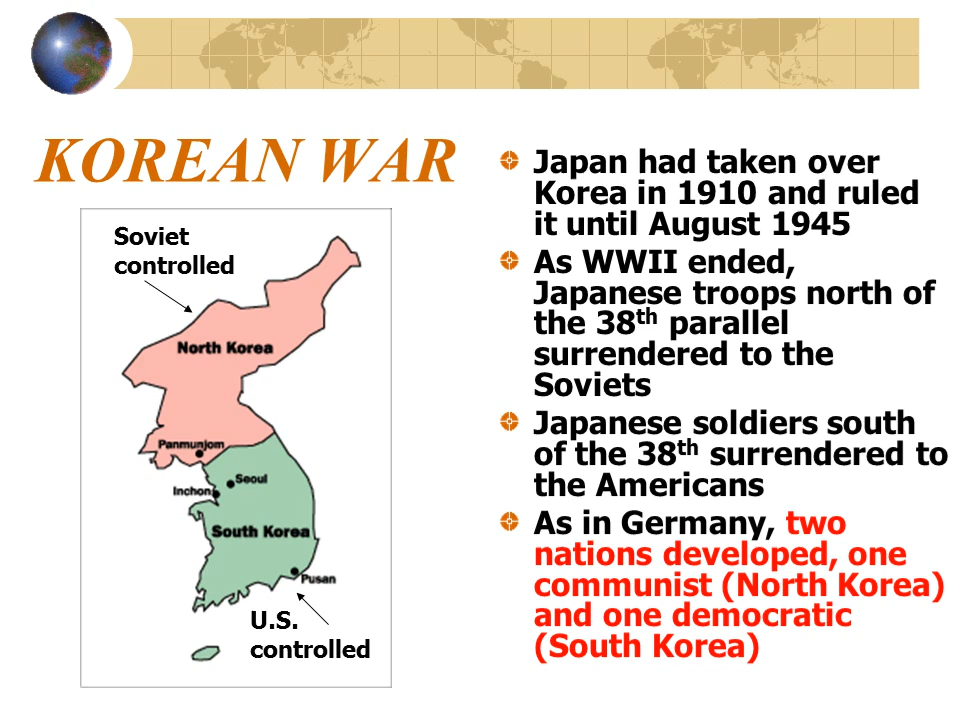 KOREAN WAR
Soviet
controlled
North Korea
Panmunjom
Seoul
Inchon
South Korea
Pusan
U.S.
controlled
Japan had taken over
Korea in 1910 and ruled
it until August 1945
As WWII ended,
Japanese troops north of
the 38th parallel
surrendered to the
Soviets
Japanese soldiers south
of the 38th surrendered to
the Americans
As in Germany, two
nations developed, one
communist (North Korea)
and one democratic
(South Korea)